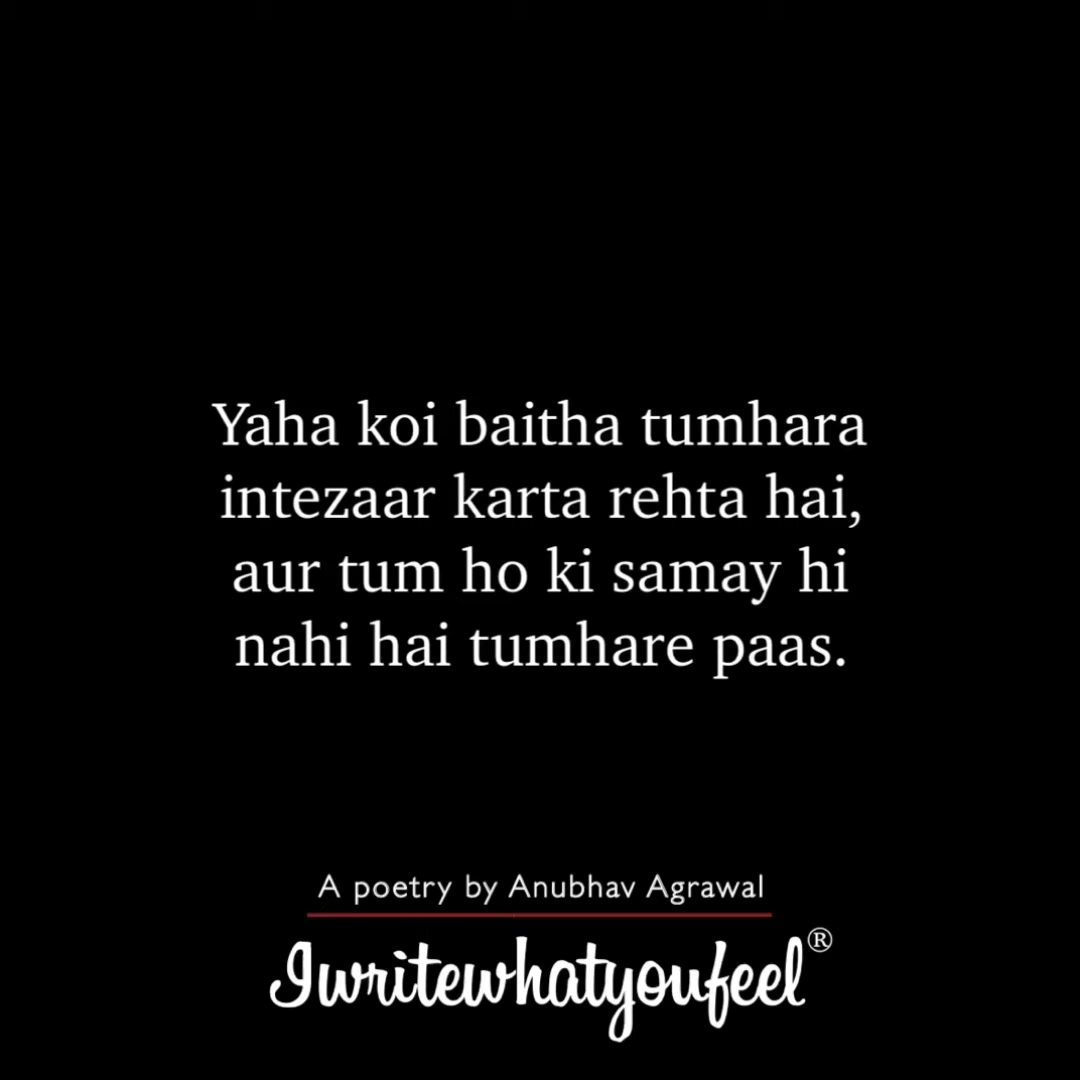 Yaha koi baitha tumhara
intezaar karta rehta hai,
aur tum ho ki samay hi
nahi hai tumhare paas.
A poetry by Anubhav Agrawal
Iwritewhatyoufeel®